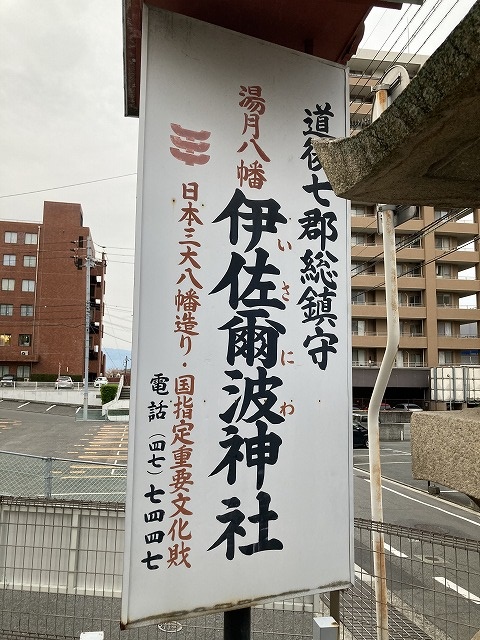 道後七郡総鎮守
湯月八幡
伊佐爾波神社
いさにわ
日本三大八幡造り・国指定重要文化財
電話(四七)七四四七